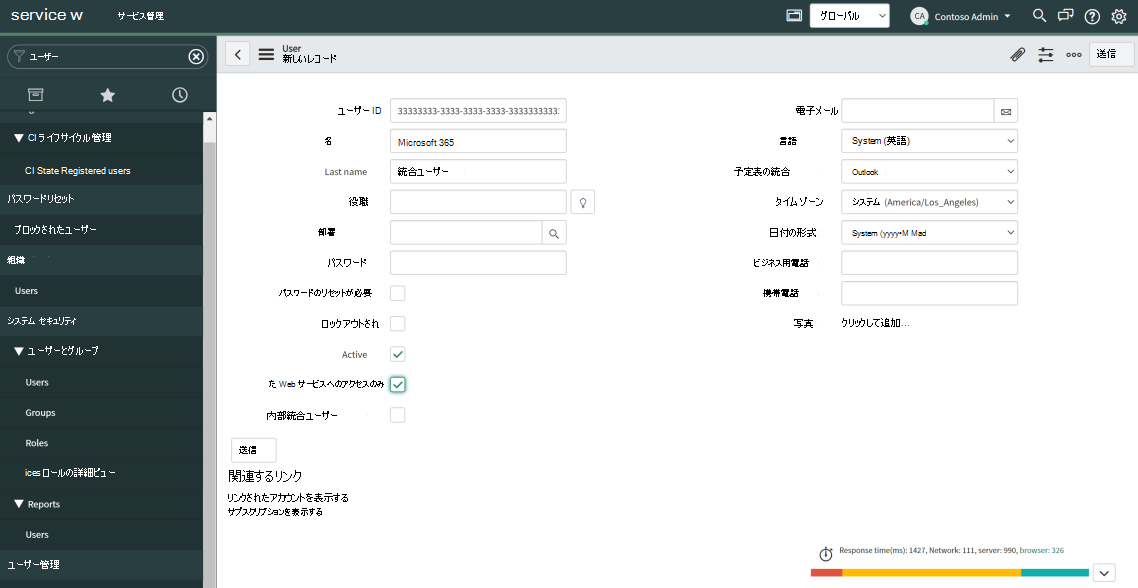 service w
サービス管理
グローバル
CA
Contoso Admin
ユーザー
User
新しいレコード
送信
CI ライフサイクル管理
CI State Registered users
パスワードリセット
ブロックされたユーザー
組織
Users
システム セキュリティ
ユーザーとグループ
Users
Groups
Roles
ices ロールの詳細ビュー
Reports
Users
ユーザー管理
ユーザー ID
33333333-3333-3333-3333-33333333333:
名
Microsoft 365
Last name
統合ユーザー
役職
部署
パスワード
パスワードのリセットが必要
ロックアウトされ
Active
た Web サービスへのアクセスのみ
内部統合ユーザー
電子メール
言語
System (英語)
予定表の統合
Outlook
タイム ゾーン
システム (America/Los_Angeles)
日付の形式
System (yyyy•M Mad
ビジネス用電話
携帯電話
写真
クリックして追加...
送信
関連するリンク
リンクされたアカウントを表示する
サブスクリプションを表示する
Response time(ms): 1427, Network: 111, server: 990, browser: 326